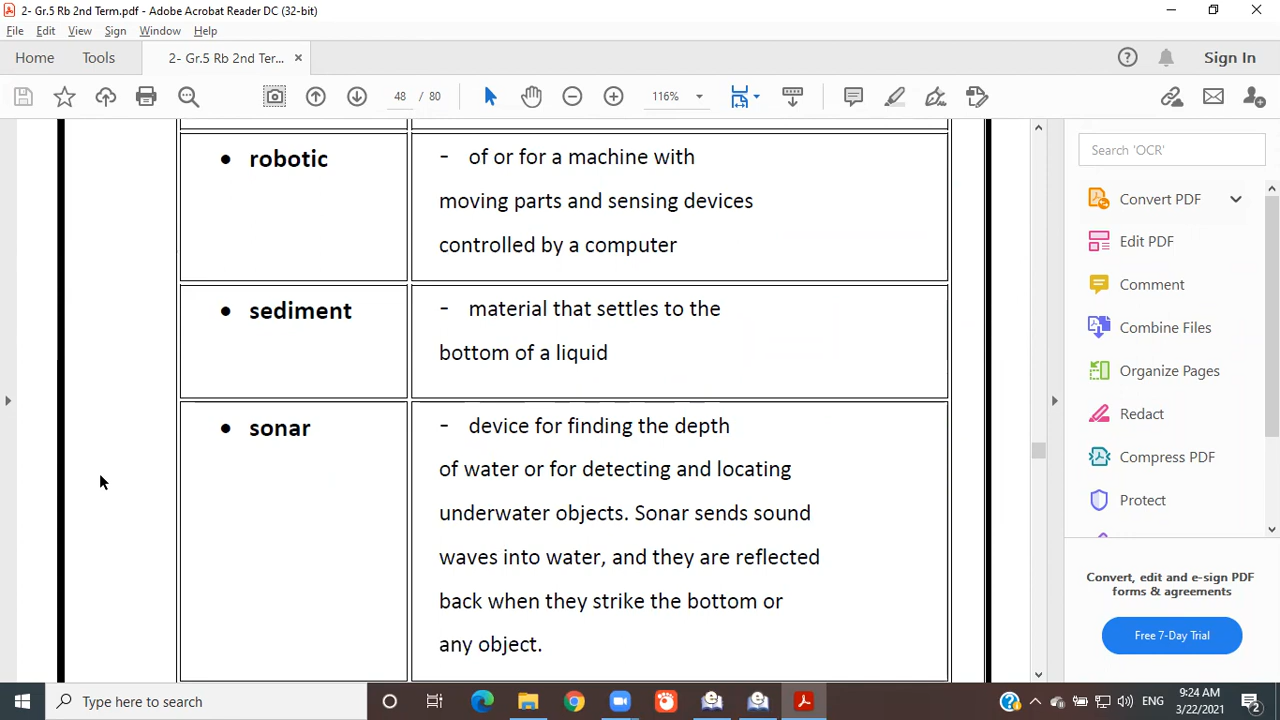 2- Gr.5 Rb 2nd Term.pdf - Adobe Acrobat Reader DC (32-bit)
File Edit View Sign Window Help
Home Tools 2- Gr.5 Rb 2nd Ter... × Sign In
48 / 80 116%
• robotic
- of or for a machine with
moving parts and sensing devices
controlled by a computer
• sediment
- material that settles to the
bottom of a liquid
• sonar
- device for finding the depth
of water or for detecting and locating
underwater objects. Sonar sends sound
waves into water, and they are reflected
back when they strike the bottom or
any object.
Search 'OCR'
Convert PDF
Edit PDF
Comment
Combine Files
Organize Pages
Redact
Compress PDF
Protect
Convert, edit and e-sign PDF
forms & agreements
Free 7-Day Trial
Type here to search
ENG
9:24 AM
3/22/2021
2